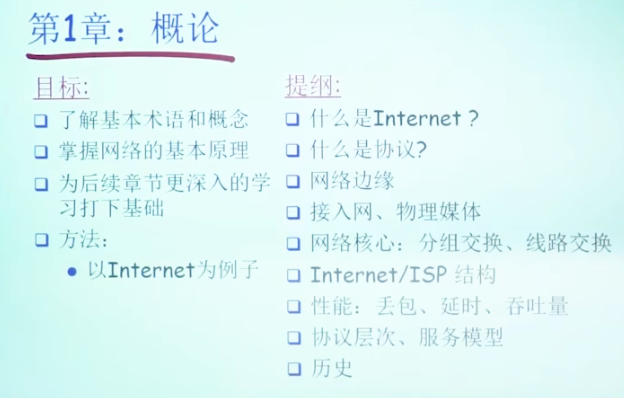 第1章：概论
目标:
了解基本术语和概念
掌握网络的基本原理
为后续章节更深入的学
习打下基础
方法：
以Internet为例子
提纲:
什么是Internet？
什么是协议?
网络边缘
接入网、物理媒体
网络核心：分组交换、线路交换
Internet/ISP 结构
性能：丢包、延时、吞吐量
协议层次、服务模型
历史